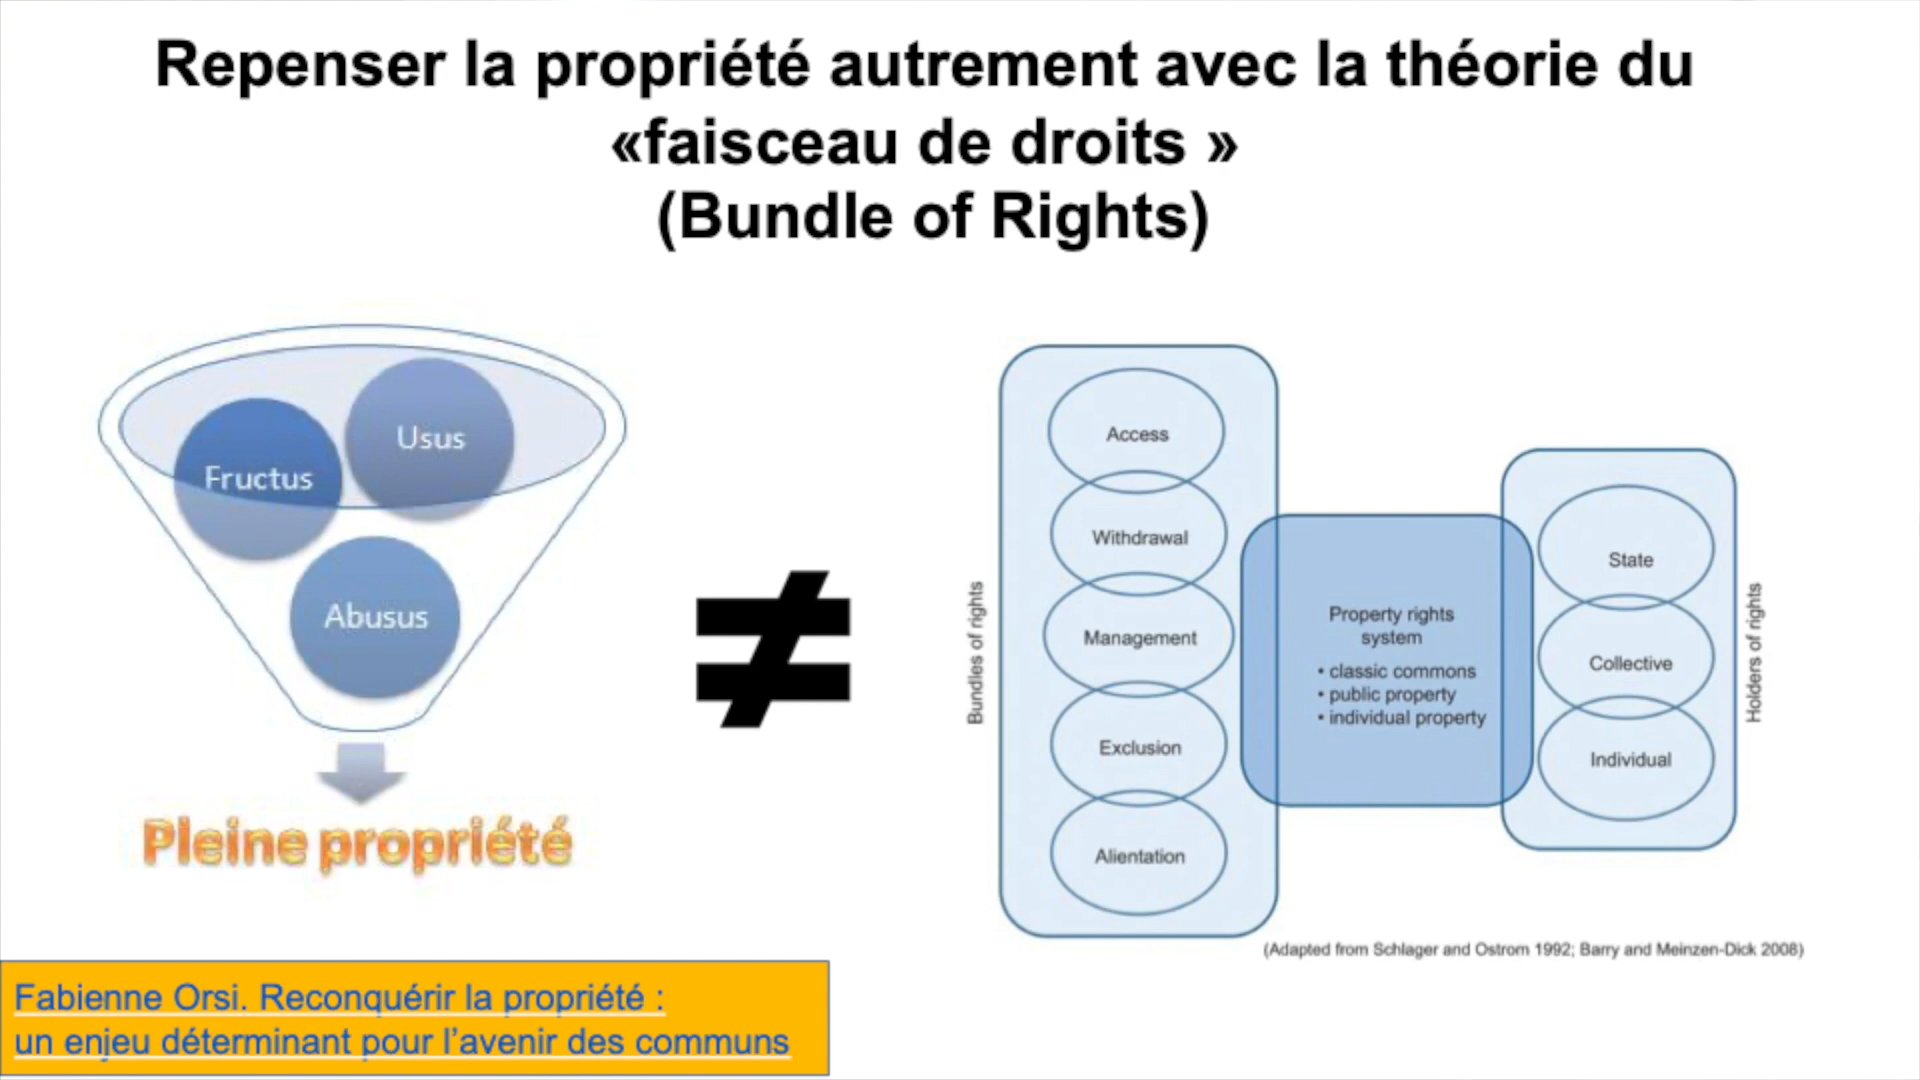 Repenser la propriété autrement avec la théorie du
«faisceau de droits »
(Bundle of Rights)
Usus
Fructus
Abusus
Pleine propriété
≠
Bundles of rights
Access
Withdrawal
Management
Exclusion
Alientation
Property rights
system
• classic commons
• public property
• individual property
State
Collective
Individual
Holders of rights
(Adapted from Schlager and Ostrom 1992; Barry and Meinzen-Dick 2008)
Fabienne Orsi. Reconquérir la propriété :
un enjeu déterminant pour l’avenir des communs